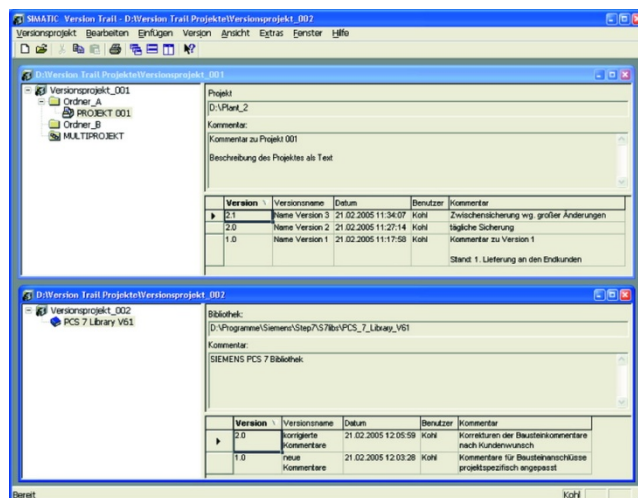 SIMATIC Version Trail - D:\Version Trail Projekte\Versionsprojekt_002
Versionsprojekt Bearbeiten Einfügen Version Ansicht Extras Fenster Hilfe
D:\Version Trail Projekte\Versionsprojekt_001
Versionsprojekt_001
Ordner_A
PROJEKT 001
Ordner_B
MULTIPROJEKT
Projekt
D:\Plant_2
Kommentar:
Kommentar zu Projekt 001
Beschreibung des Projektes als Text
Version Versionsname Datum Benutzer Kommentar
2.1 Name Version 3 21.02.2005 11:34:07 Kohl Zwischensicherung wg. großer Änderungen
2.0 Name Version 2 21.02.2005 11:27:14 Kohl tägliche Sicherung
1.0 Name Version 1 21.02.2005 11:17:58 Kohl Kommentar zu Version 1
Stand: 1. Lieferung an den Endkunden
D:\Version Trail Projekte\Versionsprojekt_002
Versionsprojekt_002
PCS 7 Library V61
Bibliothek:
D:\Programme\Siemens\Step7\S7libs\PCS_7_Library_V61
Kommentar:
SIEMENS PCS 7 Bibliothek
Version Versionsname Datum Benutzer Kommentar
2.0 korrigierte Kommentare 21.02.2005 12:05:59 Kohl Korrekturen der Bausteinkommentare
nach Kundenwunsch
1.0 neue Kommentare 21.02.2005 12:03:28 Kohl Kommentare für Bausteinanschlüsse
projektspezifisch angepasst
Bereit Kohl